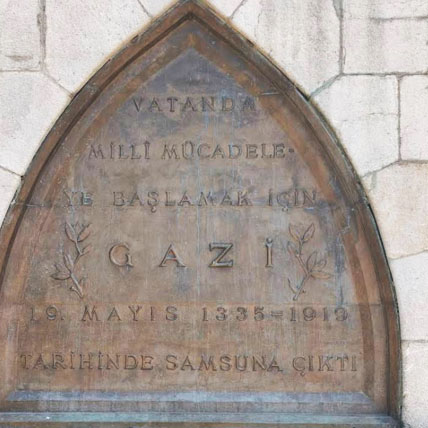 VATANDA
MİLLÎ MÜCADELE-
YE BAŞLAMAK İÇİN
GAZİ
19. MAYIS 1335=1919
TARİHİNDE SAMSUNA ÇIKTI